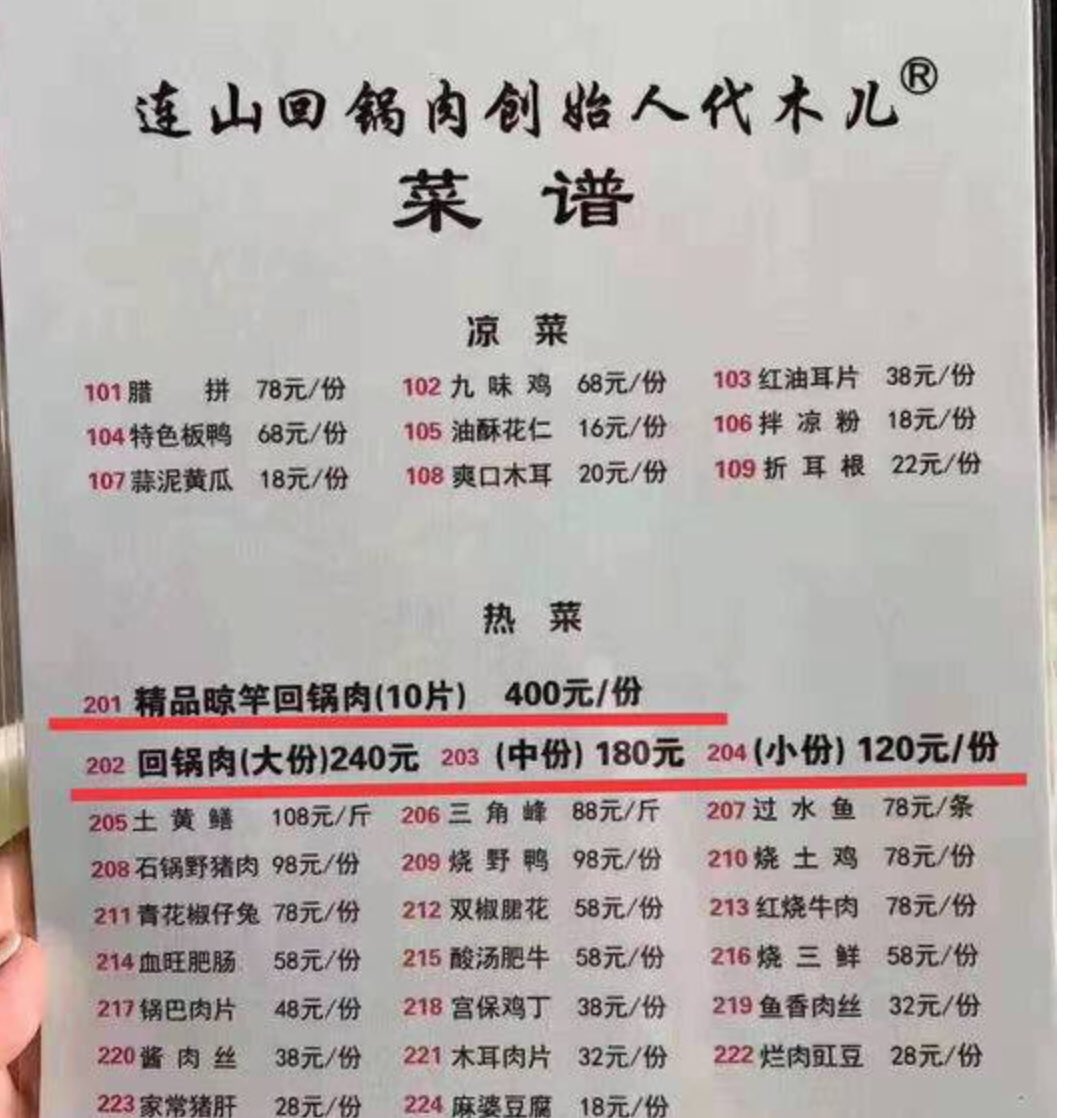 连山回锅肉创始人代木儿®
菜 谱
凉 菜
101 腊 拼 78元/份 102 九味鸡 68元/份 103 红油耳片 38元/份
104 特色板鸭 68元/份 105 油酥花仁 16元/份 106 拌凉粉 18元/份
107 蒜泥黄瓜 18元/份 108 爽口木耳 20元/份 109 折耳根 22元/份
热 菜
201 精品晾竿回锅肉(10片) 400元/份
202 回锅肉(大份)240元 203 (中份) 180元 204 (小份) 120元/份
205 土黄鳝 108元/斤 206 三角峰 88元/斤 207 过水鱼 78元/条
208 石锅野猪肉 98元/份 209 烧野鸭 98元/份 210 烧土鸡 78元/份
211 青花椒仔兔 78元/份 212 双椒腒花 58元/份 213 红烧牛肉 78元/份
214 血旺肥肠 58元/份 215 酸汤肥牛 58元/份 216 烧三鲜 58元/份
217 锅巴肉片 48元/份 218 宫保鸡丁 38元/份 219 鱼香肉丝 32元/份
220 酱肉丝 38元/份 221 木耳肉片 32元/份 222 烂肉豇豆 28元/份
223 家常猪肝 28元/份 224 麻婆豆腐 18元/份